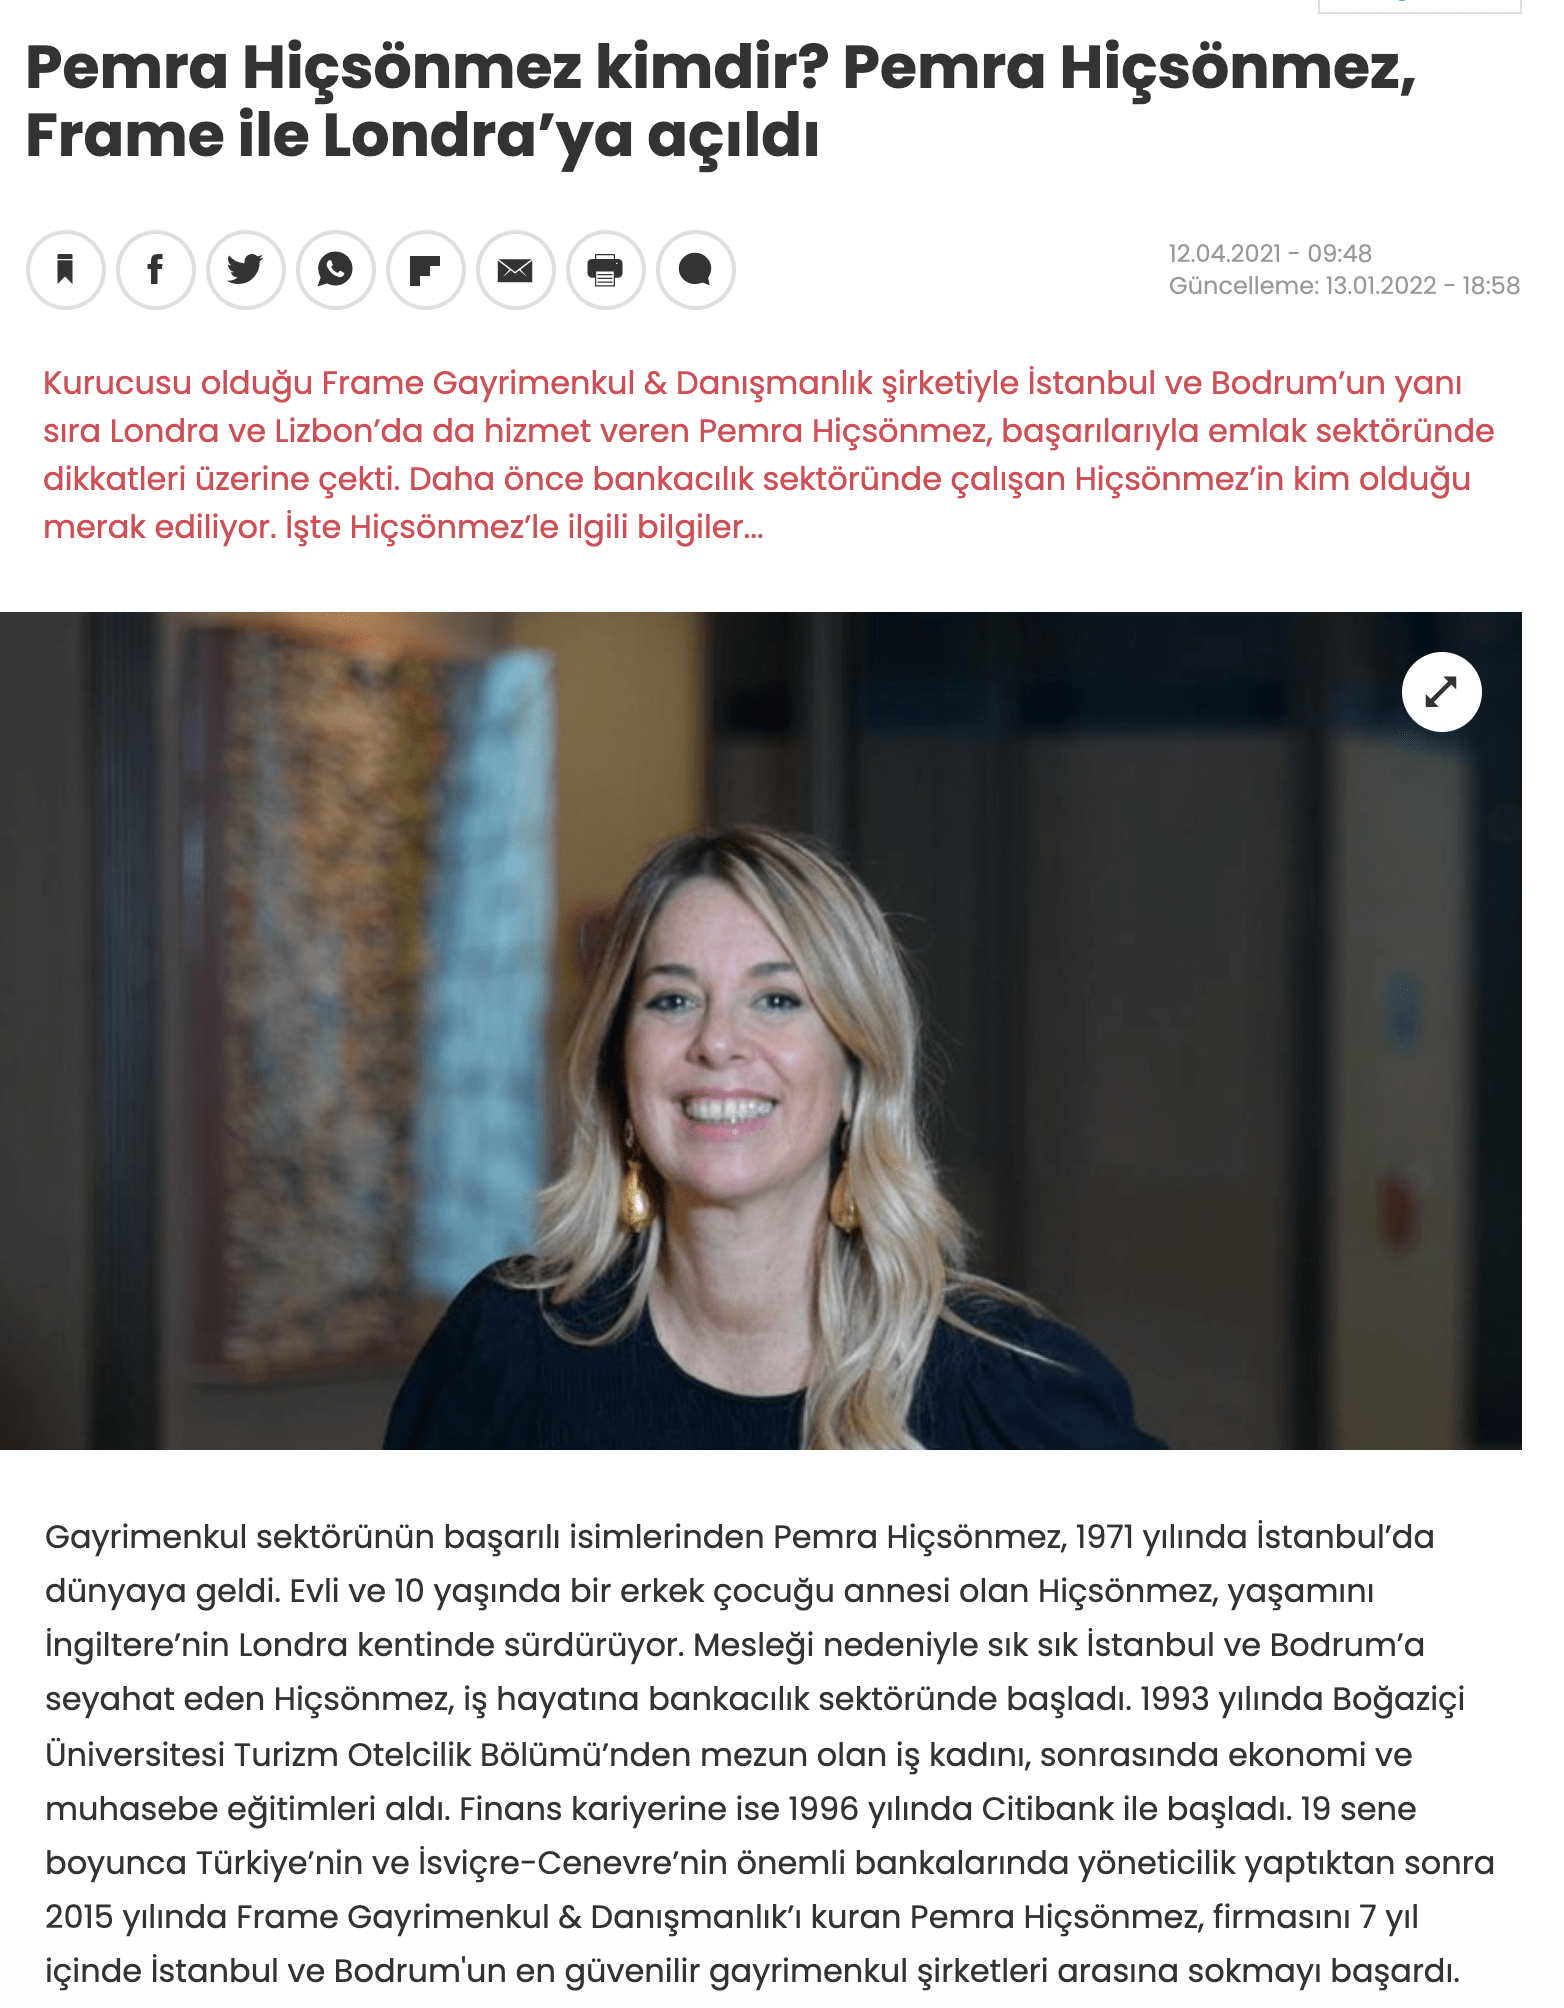 Pemra Hiçsönmez kimdir? Pemra Hiçsönmez,
Frame ile Londra’ya açıldı
12.04.2021 - 09:48
Güncelleme: 13.01.2022 - 18:58
Kurucusu olduğu Frame Gayrimenkul & Danışmanlık şirketiyle İstanbul ve Bodrum’un yanı
sıra Londra ve Lizbon’da da hizmet veren Pemra Hiçsönmez, başarılarıyla emlak sektöründe
dikkatleri üzerine çekti. Daha önce bankacılık sektöründe çalışan Hiçsönmez’in kim olduğu
merak ediliyor. İşte Hiçsönmez’le ilgili bilgiler...
Gayrimenkul sektörünün başarılı isimlerinden Pemra Hiçsönmez, 1971 yılında İstanbul’da
dünyaya geldi. Evli ve 10 yaşında bir erkek çocuğu annesi olan Hiçsönmez, yaşamını
İngiltere’nin Londra kentinde sürdürüyor. Mesleği nedeniyle sık sık İstanbul ve Bodrum’a
seyahat eden Hiçsönmez, iş hayatına bankacılık sektöründe başladı. 1993 yılında Boğaziçi
Üniversitesi Turizm Otelcilik Bölümü’nden mezun olan iş kadını, sonrasında ekonomi ve
muhasebe eğitimleri aldı. Finans kariyerine ise 1996 yılında Citibank ile başladı. 19 sene
boyunca Türkiye’nin ve İsviçre-Cenevre’nin önemli bankalarında yöneticilik yaptıktan sonra
2015 yılında Frame Gayrimenkul & Danışmanlık’ı kuran Pemra Hiçsönmez, firmasını 7 yıl
içinde İstanbul ve Bodrum'un en güvenilir gayrimenkul şirketleri arasına sokmayı başardı.